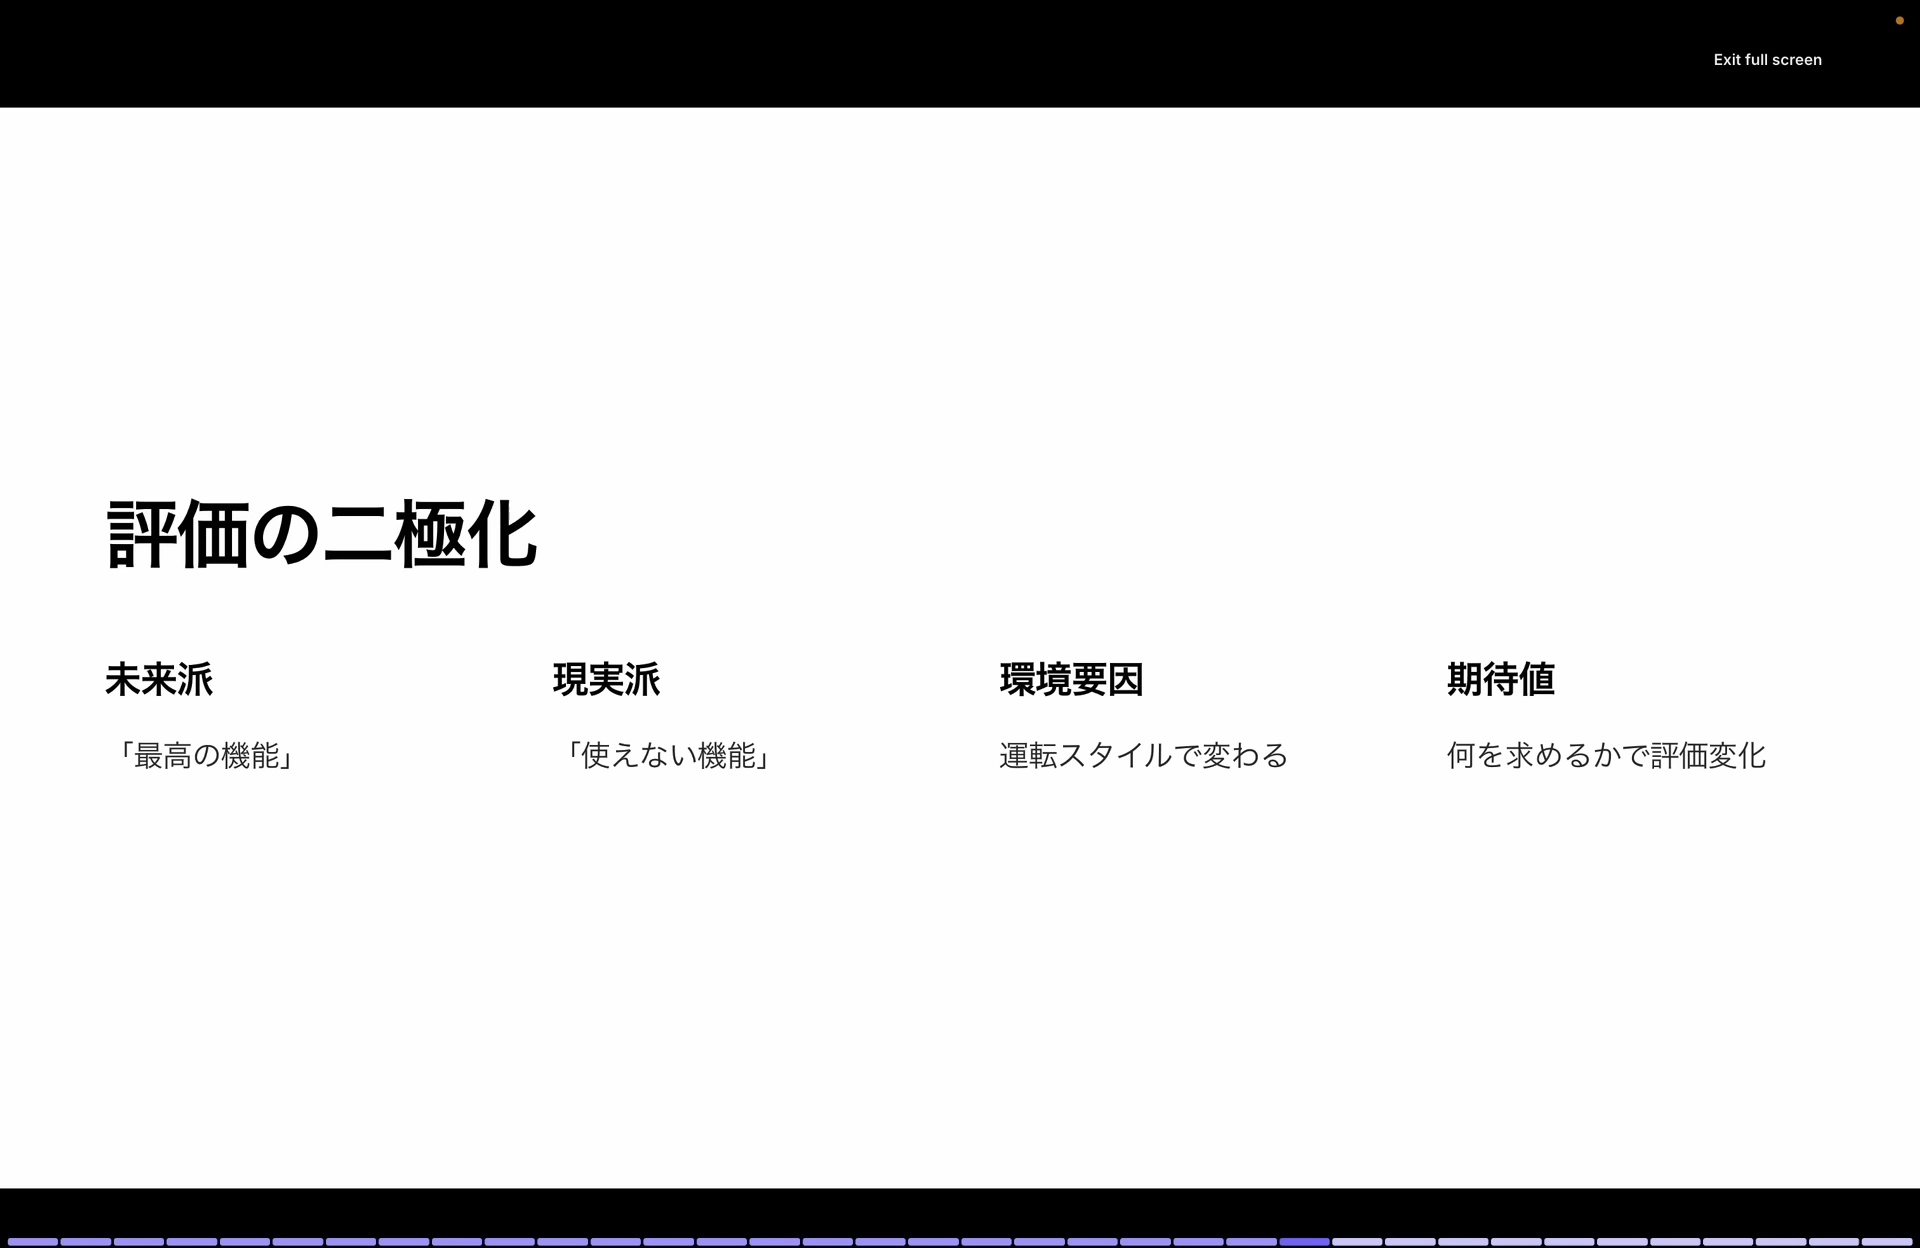 Exit full screen
評価の二極化
未来派
「最高の機能」
現実派
「使えない機能」
環境要因
運転スタイルで変わる
期待値
何を求めるかで評価変化